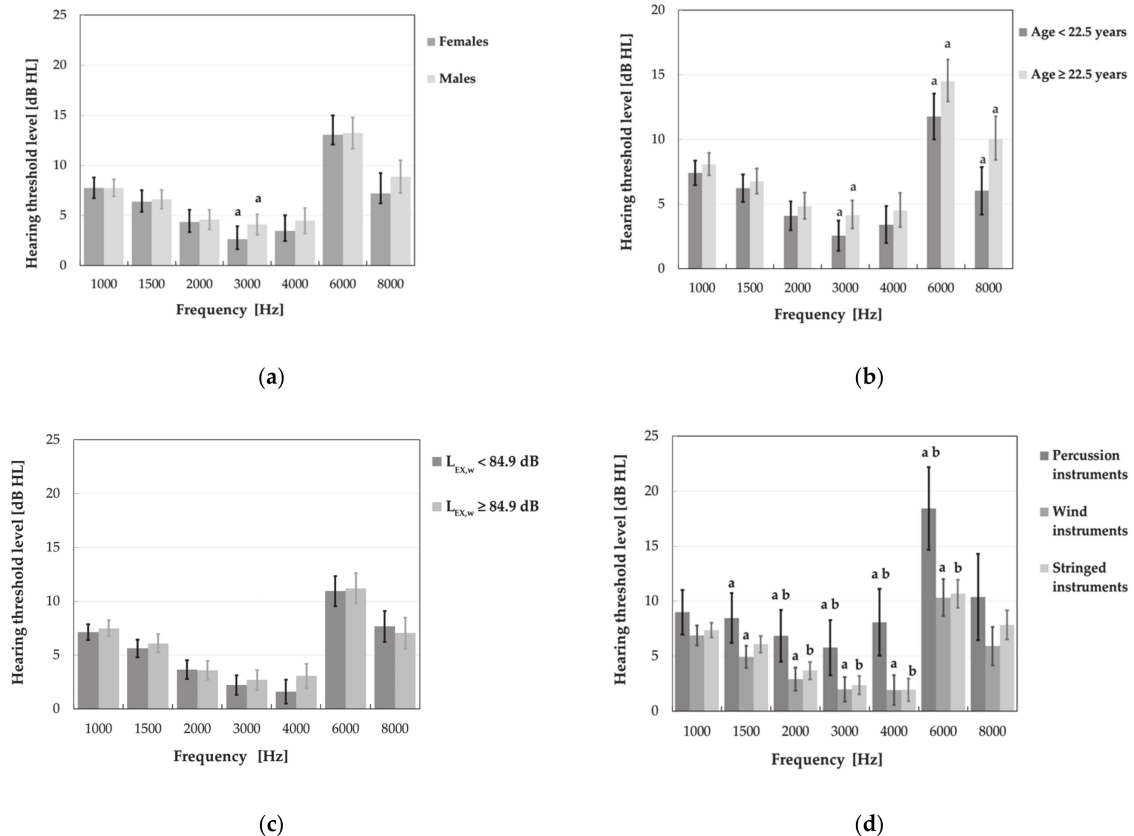 25
20
15
10
5
0
Hearing threshold level [dB HL]
a a
1000 1500 2000 3000 4000 6000 8000
Frequency [Hz]
Females
Males
(a)
20
15
10
5
0
Hearing threshold level [dB HL]
a
a
a
a
a
a
1000 1500 2000 3000 4000 6000 8000
Frequency [Hz]
Age < 22.5 years
Age ≥ 22.5 years
(b)
25
20
15
10
5
0
Hearing threshold level [dB HL]
1000 1500 2000 3000 4000 6000 8000
Frequency [Hz]
LEX,w < 84.9 dB
LEX,w ≥ 84.9 dB
(c)
25
20
15
10
5
0
Hearing threshold level [dB HL]
a b
a b
a
a b
a b
a b
a
a b
a b
a b
1000 1500 2000 3000 4000 6000 8000
Frequency [Hz]
Percussion
instruments
Wind
instruments
Stringed
instruments
(d)